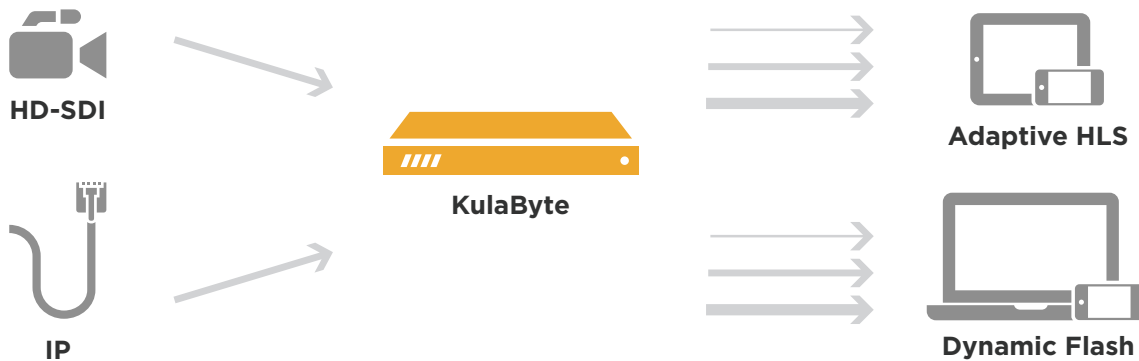 HD-SDI
Adaptive HLS
KulaByte
IP
Dynamic Flash